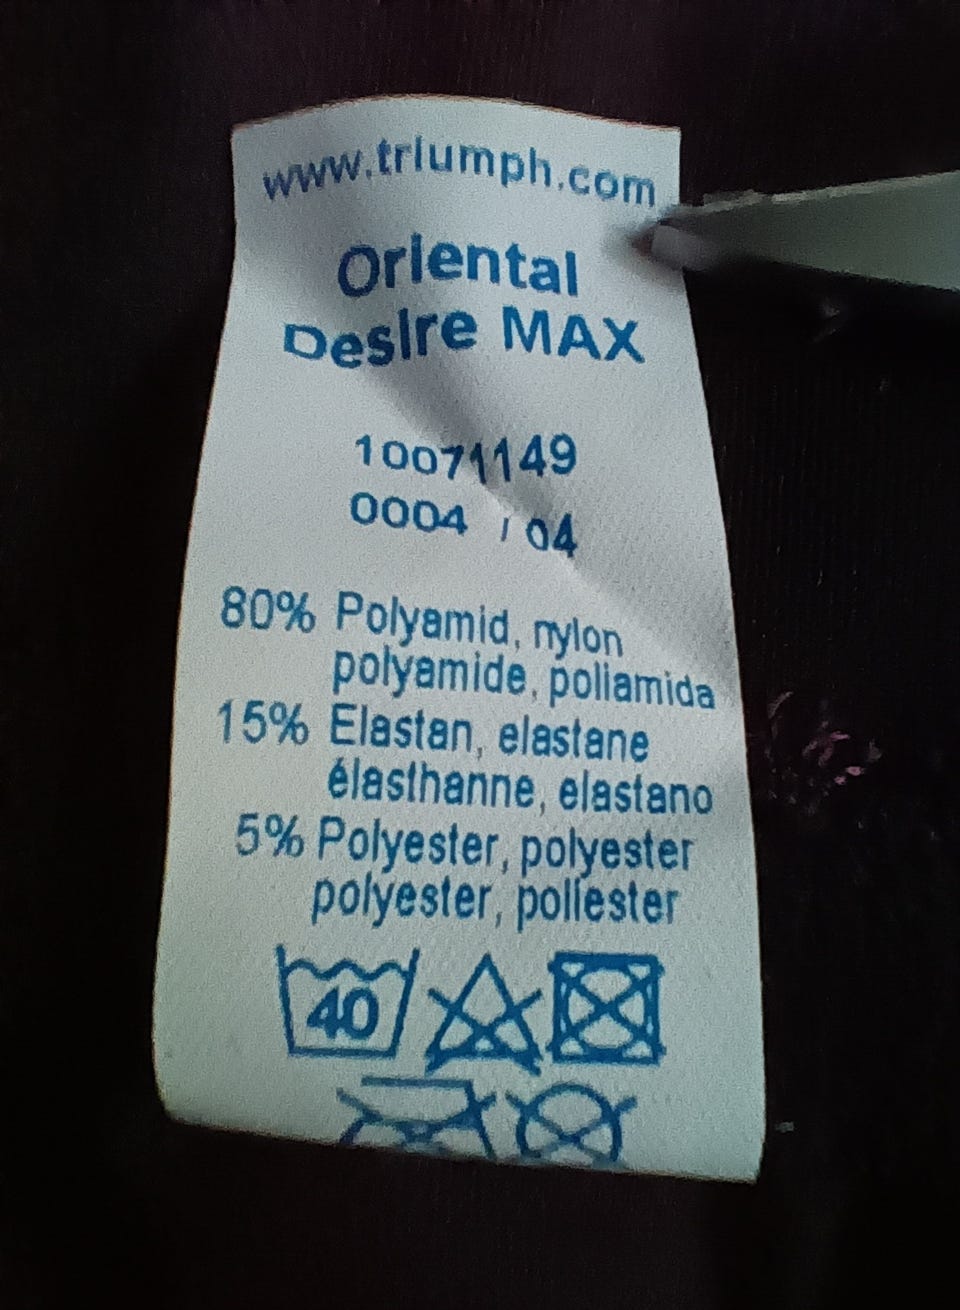 www.triumph.com
Oriental
Desire MAX
10071149
0004 / 04
80% Polyamid, nylon
polyamide, poliamida
15% Elastan, elastane
élasthanne, elastano
5% Polyester, polyester
polyester, poliester
40